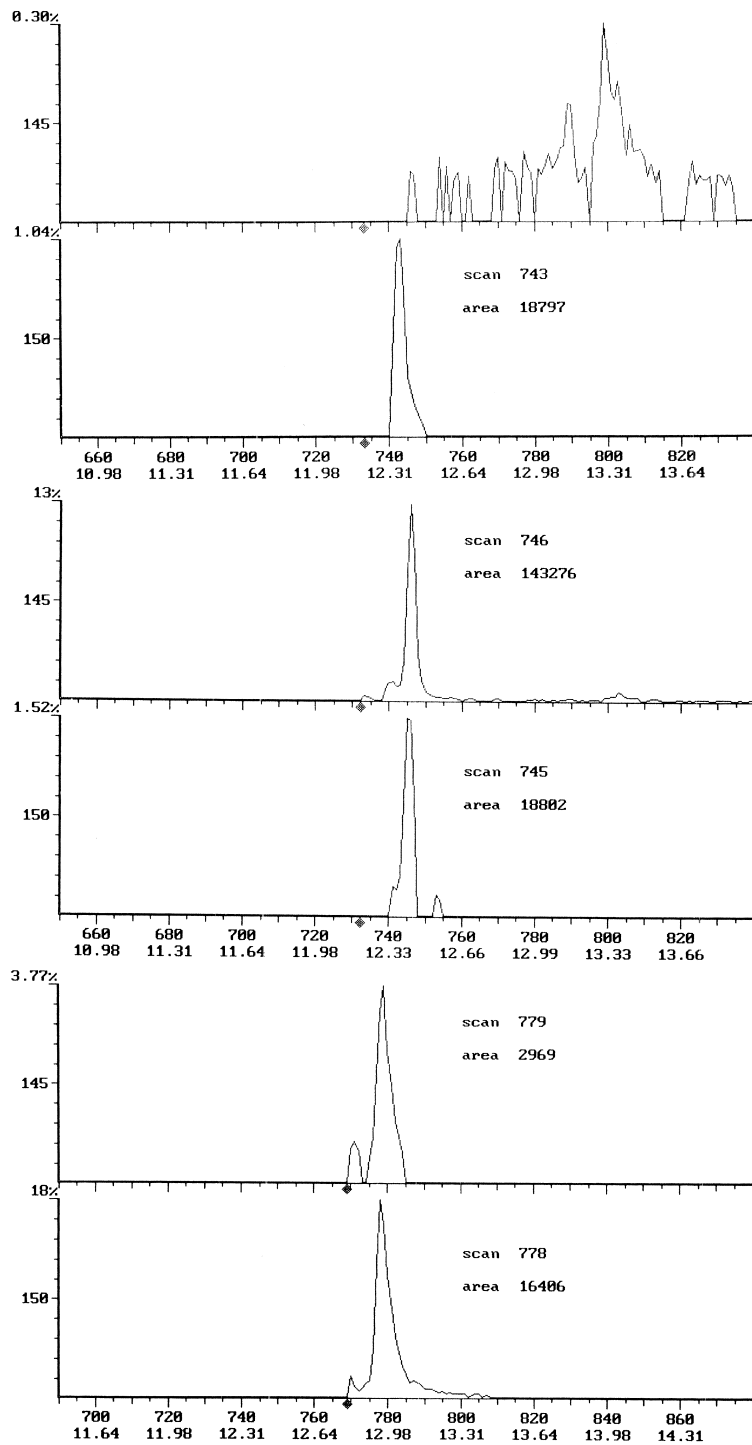 0.30%
145
1.04%
scan 743
area 18797
150
660 680 700 720 740 760 780 800 820
10.98 11.31 11.64 11.98 12.31 12.64 12.98 13.31 13.64
13%
scan 746
145
area 143276
1.52%
scan 745
area 18802
150
660 680 700 720 740 760 780 800 820
10.98 11.31 11.64 11.98 12.33 12.66 12.99 13.33 13.66
3.77%
scan 779
area 2969
145
18%
scan 778
area 16406
150
700 720 740 760 780 800 820 840 860
11.64 11.98 12.31 12.64 12.98 13.31 13.64 13.98 14.31